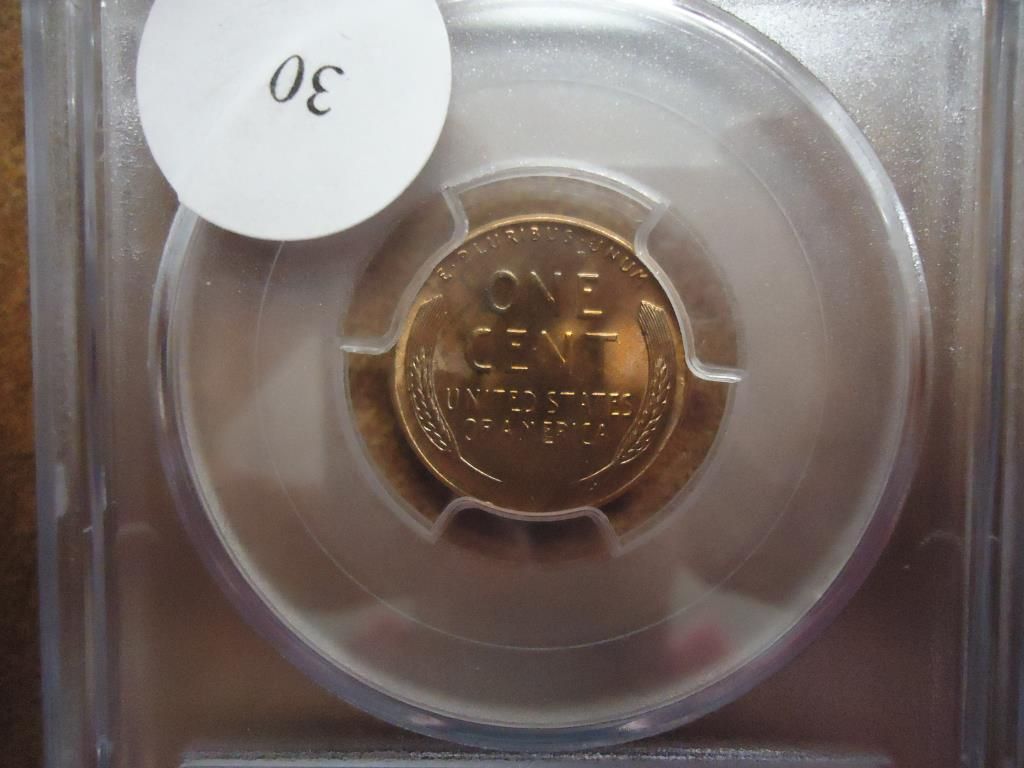 30
E·PLURIBUS·UNUM
ONE
CENT
UNITED STATES
OF AMERICA